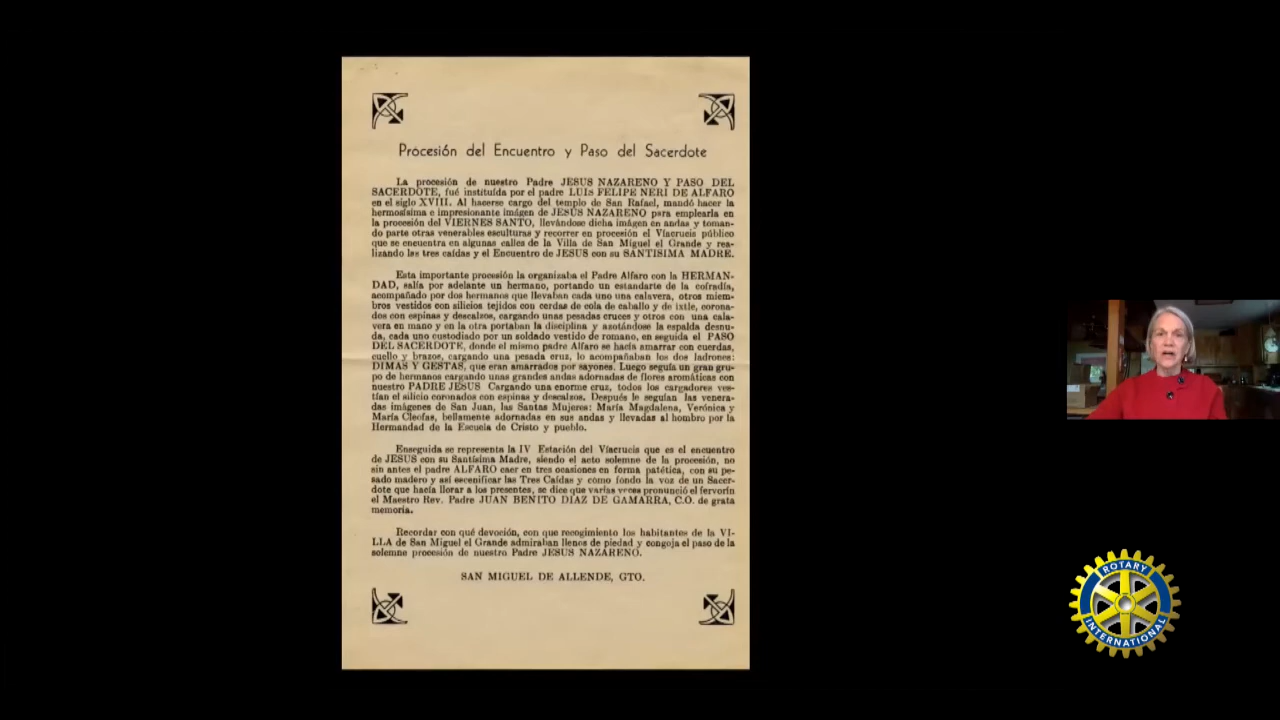 Procesión del Encuentro y Paso del Sacerdote
La procesión de nuestro Padre JESUS NAZARENO Y PASO DEL
SACERDOTE, fué instituída por el padre LUIS FELIPE NERI DE ALFARO
en el siglo XVIII. Al hacerse cargo del templo de San Rafael, mandó hacer la
hermosísima e impresionante imágen de JESUS NAZARENO para emplearla en
la procesión del VIERNES SANTO, llevándose dicha imágen en andas y toman-
do parte otras venerables esculturas y recorrer en procesión el Víacrucis público
que se encuentra en algunas calles de la Villa de San Miguel el Grande y rea-
lizando las tres caídas y el Encuentro de JESUS con su SANTISIMA MADRE.
Esta importante procesión la organizaba el Padre Alfaro con la HERMAN-
DAD, salía por adelante un hermano, portando un estandarte de la cofradía,
acompañado por dos hermanos que llevaban cada uno una calavera, otros miem-
bros vestidos con silicios tejidos con cerdas de cola de caballo y de ixtle, corona-
dos con espinas y descalzos, cargando unas pesadas cruces y otros con una cala-
vera en mano y en la otra portaban la disciplina y azotándose la espalda desnu-
da, cada uno custodiado por un soldado vestido de romano, en seguida el PASO
DEL SACERDOTE, donde el mismo padre Alfaro se hacía amarrar con cuerdas,
cuello y brazos, cargando una pesada cruz, lo acompañaban los dos ladrones:
DIMAS Y GESTAS, que eran amarrados por sayones. Luego seguía un gran gru-
po de hermanos cargando unas grandes andas adornadas de flores aromáticas con
nuestro PADRE JESUS Cargando una enorme cruz, todos los cargadores ves-
tían el silicio coronados con espinas y descalzos. Después le seguían las venera-
das imágenes de San Juan, las Santas Mujeres: María Magdalena, Verónica y
María Cleofas, bellamente adornadas en sus andas y llevadas al hombro por la
Hermandad de la Escuela de Cristo y pueblo.
Enseguida se representa la IV Estación del Víacrucis que es el encuentro
de JESUS con su Santísima Madre, siendo el acto solemne de la procesión, no
sin antes el padre ALFARO caer en tres ocasiones en forma patética, con su pe-
sado madero y así escenificar las Tres Caídas y como fondo la voz de un Sacer-
dote que hacía llorar a los presentes, se dice que varias veces pronunció el fervorín
el Maestro Rev. Padre JUAN BENITO DIAZ DE GAMARRA, C.O. de grata
memoria.
Recordar con qué devoción, con que recogimiento los habitantes de la VI-
LLA de San Miguel el Grande admiraban llenos de piedad y congoja el paso de la
solemne procesión de nuestro Padre JESUS NAZARENO.
SAN MIGUEL DE ALLENDE, GTO.
ROTARY
INTERNATIONAL